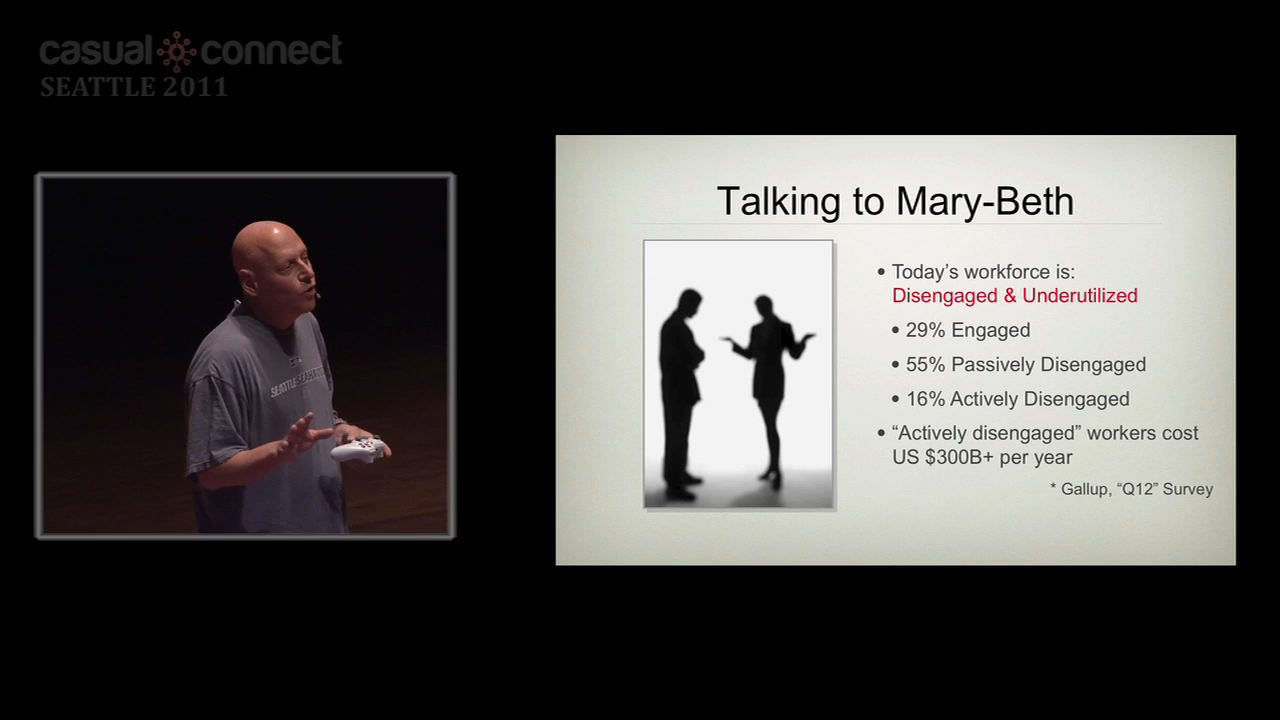 casual connect
SEATTLE 2011
Talking to Mary-Beth
• Today’s workforce is:
Disengaged & Underutilized
• 29% Engaged
• 55% Passively Disengaged
• 16% Actively Disengaged
• “Actively disengaged” workers cost
US $300B+ per year
* Gallup, “Q12” Survey